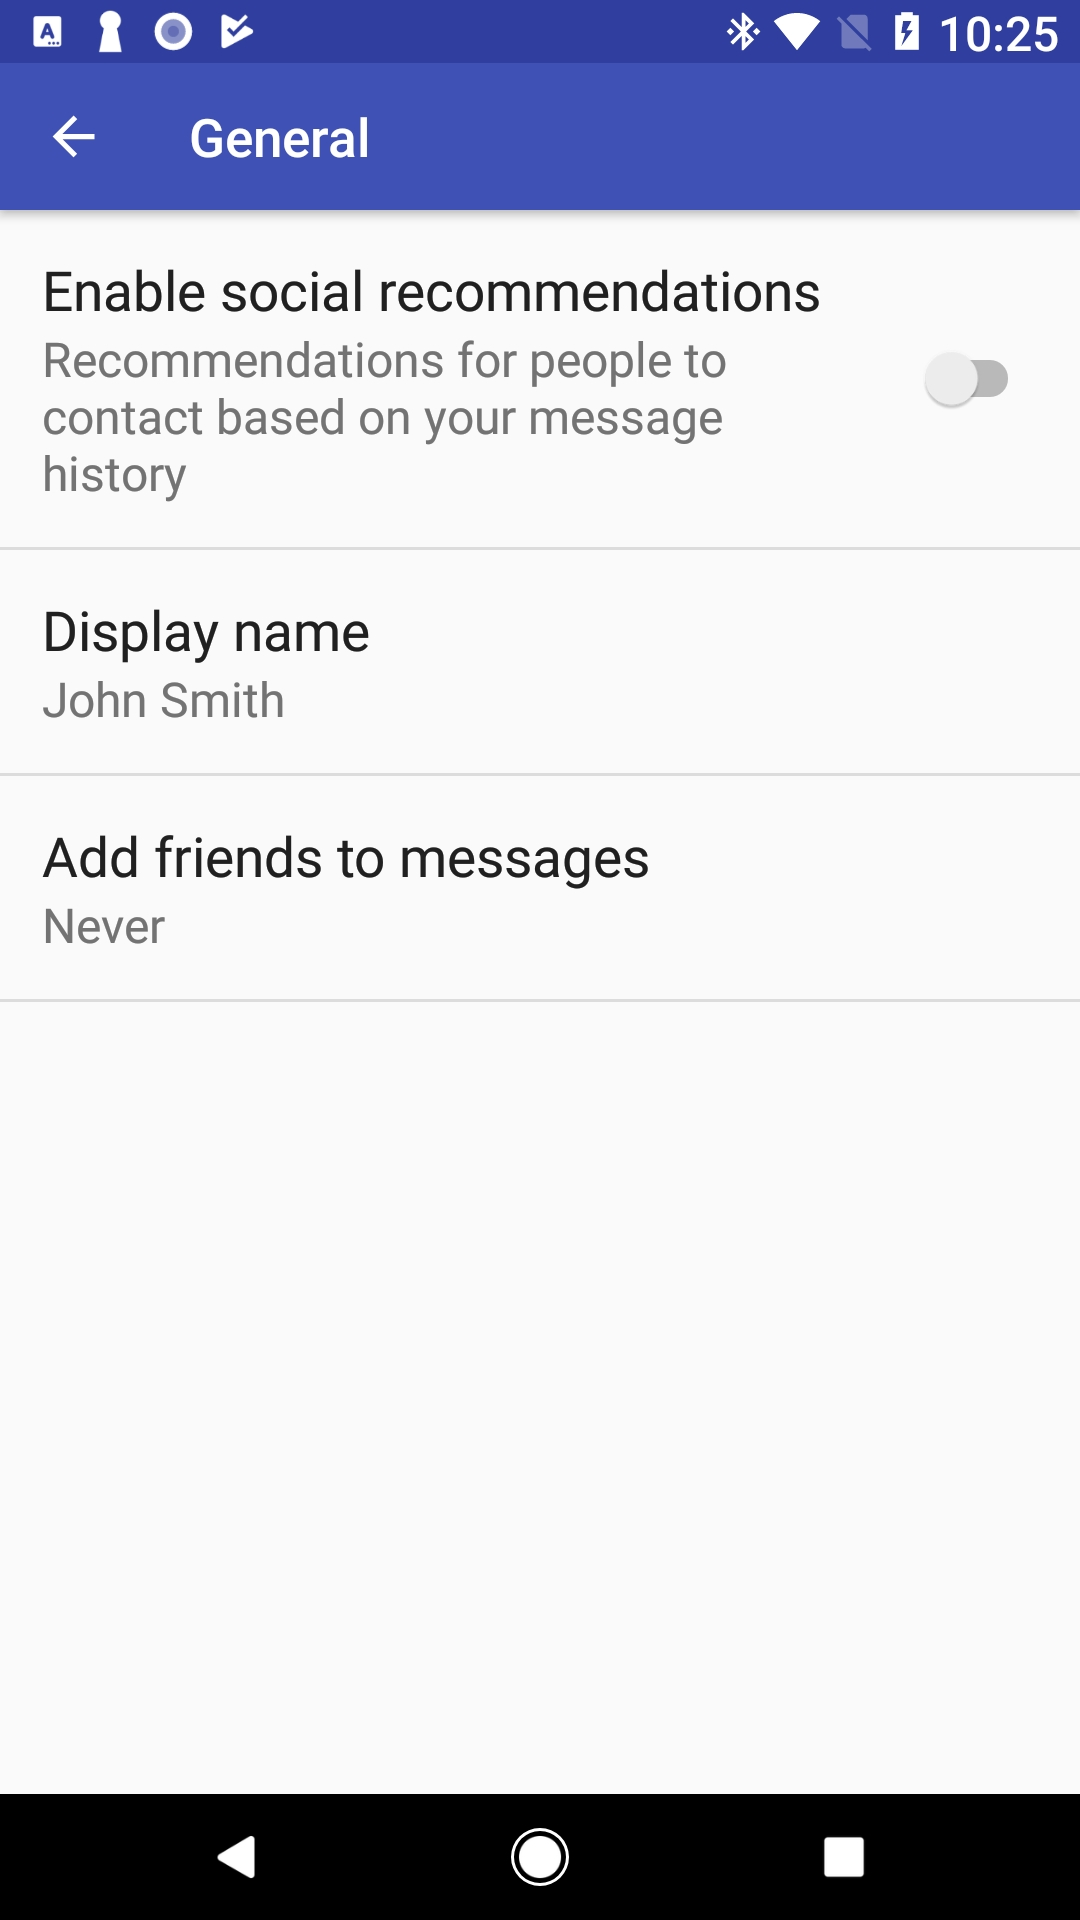 10:25
General
Enable social recommendations
Recommendations for people to
contact based on your message
history
Display name
John Smith
Add friends to messages
Never